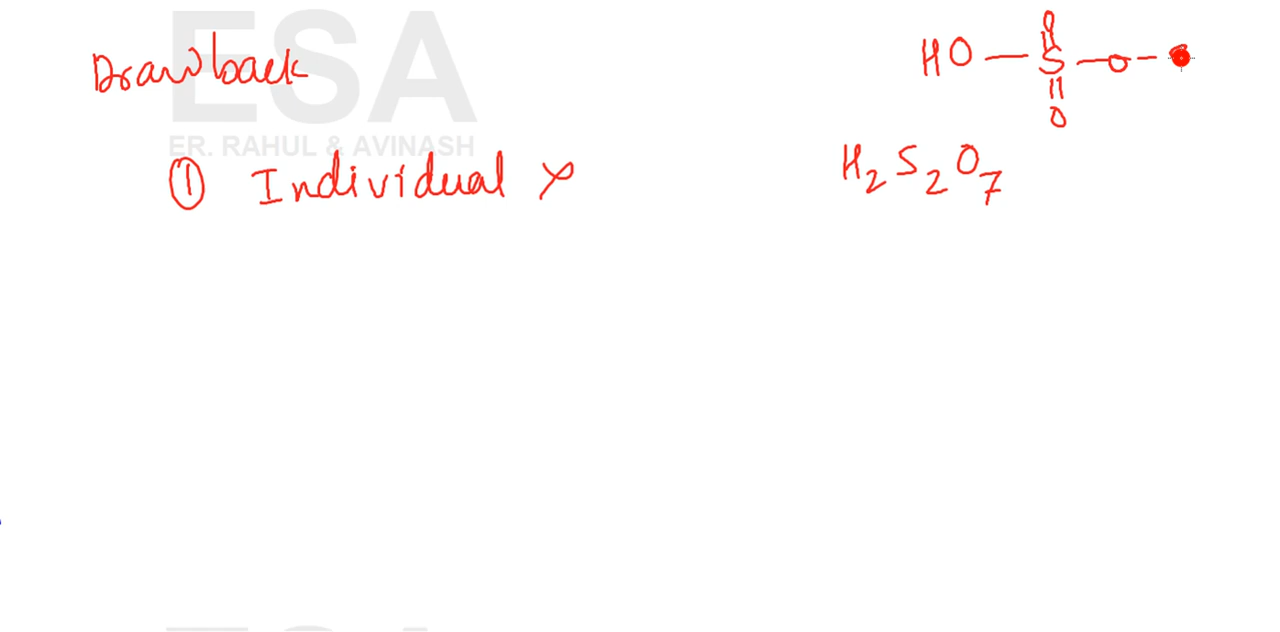 ESA
ER. RAHUL & AVINASH
Drawback
① Individual ×
O
||
HO — S — O —
||
O
H₂S₂O₇